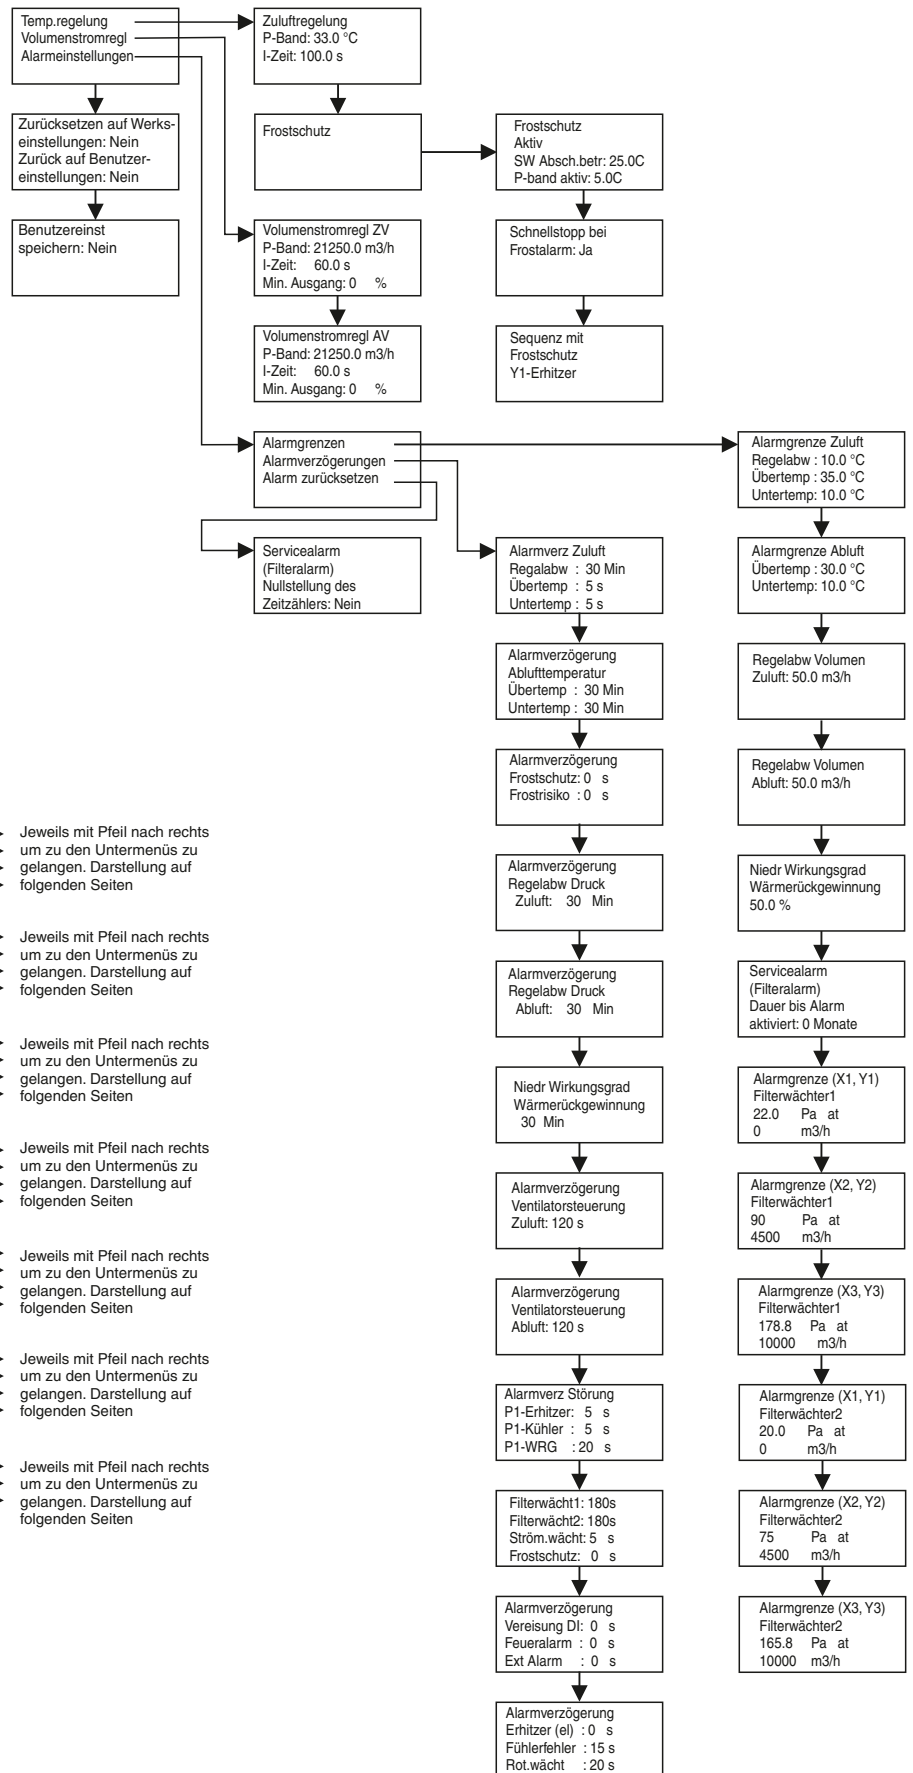 Temp.regelung
Volumenstromregl
Alarmeinstellungen
Zurücksetzen auf Werks-
einstellungen: Nein
Zurück auf Benutzer-
einstellungen: Nein
Benutzereinst
speichern: Nein
Zuluftregelung
P-Band: 33.0 °C
I-Zeit: 100.0 s
Frostschutz
Frostschutz
Aktiv
SW Absch.betr: 25.0C
P-band aktiv: 5.0C
Schnellstopp bei
Frostalarm: Ja
Sequenz mit
Frostschutz
Y1-Erhitzer
Volumenstromregl ZV
P-Band: 21250.0 m3/h
I-Zeit: 60.0 s
Min. Ausgang: 0 %
Volumenstromregl AV
P-Band: 21250.0 m3/h
I-Zeit: 60.0 s
Min. Ausgang: 0 %
Alarmgrenzen
Alarmverzögerungen
Alarm zurücksetzen
Servicealarm
(Filteralarm)
Nullstellung des
Zeitzählers: Nein
Alarmverz Zuluft
Regalabw : 30 Min
Übertemp : 5 s
Untertemp : 5 s
Alarmverzögerung
Ablufttemperatur
Übertemp : 30 Min
Untertemp : 30 Min
Alarmverzögerung
Frostschutz: 0 s
Frostrisiko : 0 s
Alarmverzögerung
Regelabw Druck
Zuluft: 30 Min
Alarmverzögerung
Regelabw Druck
Abluft: 30 Min
Niedr Wirkungsgrad
Wärmerückgewinnung
30 Min
Alarmverzögerung
Ventilatorsteuerung
Zuluft: 120 s
Alarmverzögerung
Ventilatorsteuerung
Abluft: 120 s
Alarmverz Störung
P1-Erhitzer: 5 s
P1-Kühler : 5 s
P1-WRG : 20 s
Filterwächt1: 180s
Filterwächt2: 180s
Ström.wächt: 5 s
Frostschutz: 0 s
Alarmverzögerung
Vereisung DI: 0 s
Feueralarm : 0 s
Ext Alarm : 0 s
Alarmverzögerung
Erhitzer (el) : 0 s
Fühlerfehler : 15 s
Rot.wächt : 20 s
Alarmgrenze Zuluft
Regelabw : 10.0 °C
Übertemp : 35.0 °C
Untertemp: 10.0 °C
Alarmgrenze Abluft
Übertemp : 30.0 °C
Untertemp: 10.0 °C
Regelabw Volumen
Zuluft: 50.0 m3/h
Regelabw Volumen
Abluft: 50.0 m3/h
Niedr Wirkungsgrad
Wärmerückgewinnung
50.0 %
Servicealarm
(Filteralarm)
Dauer bis Alarm
aktiviert: 0 Monate
Alarmgrenze (X1, Y1)
Filterwächter1
22.0 Pa at
0 m3/h
Alarmgrenze (X2, Y2)
Filterwächter1
90 Pa at
4500 m3/h
Alarmgrenze (X3, Y3)
Filterwächter1
178.8 Pa at
10000 m3/h
Alarmgrenze (X1, Y1)
Filterwächter2
20.0 Pa at
0 m3/h
Alarmgrenze (X2, Y2)
Filterwächter2
75 Pa at
4500 m3/h
Alarmgrenze (X3, Y3)
Filterwächter2
165.8 Pa at
10000 m3/h
Jeweils mit Pfeil nach rechts
um zu den Untermenüs zu
gelangen. Darstellung auf
folgenden Seiten
Jeweils mit Pfeil nach rechts
um zu den Untermenüs zu
gelangen. Darstellung auf
folgenden Seiten
Jeweils mit Pfeil nach rechts
um zu den Untermenüs zu
gelangen. Darstellung auf
folgenden Seiten
Jeweils mit Pfeil nach rechts
um zu den Untermenüs zu
gelangen. Darstellung auf
folgenden Seiten
Jeweils mit Pfeil nach rechts
um zu den Untermenüs zu
gelangen. Darstellung auf
folgenden Seiten
Jeweils mit Pfeil nach rechts
um zu den Untermenüs zu
gelangen. Darstellung auf
folgenden Seiten
Jeweils mit Pfeil nach rechts
um zu den Untermenüs zu
gelangen. Darstellung auf
folgenden Seiten